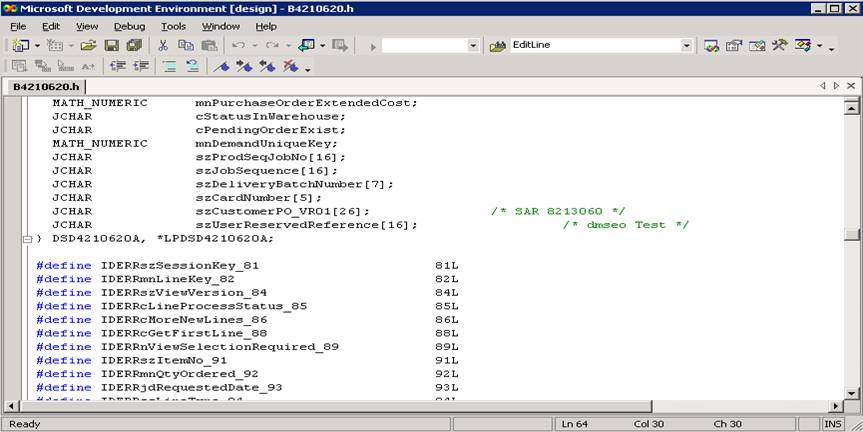 Microsoft Development Environment [design] - B4210620.h
File Edit View Debug Tools Window Help
EditLine
B4210620.h
MATH_NUMERIC mnPurchaseOrderExtendedCost;
JCHAR cStatusInWarehouse;
JCHAR cPendingOrderExist;
MATH_NUMERIC mnDemandUniqueKey;
JCHAR szProdSeqJobNo[16];
JCHAR szJobSequence[16];
JCHAR szDeliveryBatchNumber[7];
JCHAR szCardNumber[5];
JCHAR szCustomerPO_VR01[26]; /* SAR 8213060 */
JCHAR szUserReservedReference[16]; /* dmseo Test */
} DSD4210620A, *LPDSD4210620A;
#define IDERRszSessionKey_81 81L
#define IDERRmnLineKey_82 82L
#define IDERRszViewVersion_84 84L
#define IDERRcLineProcessStatus_85 85L
#define IDERRcMoreNewLines_86 86L
#define IDERRcGetFirstLine_88 88L
#define IDERRnViewSelectionRequired_89 89L
#define IDERRszItemNo_91 91L
#define IDERRmnQtyOrdered_92 92L
#define IDERRjdRequestedDate_93 93L
Ready Ln 64 Col 30 Ch 30 INS